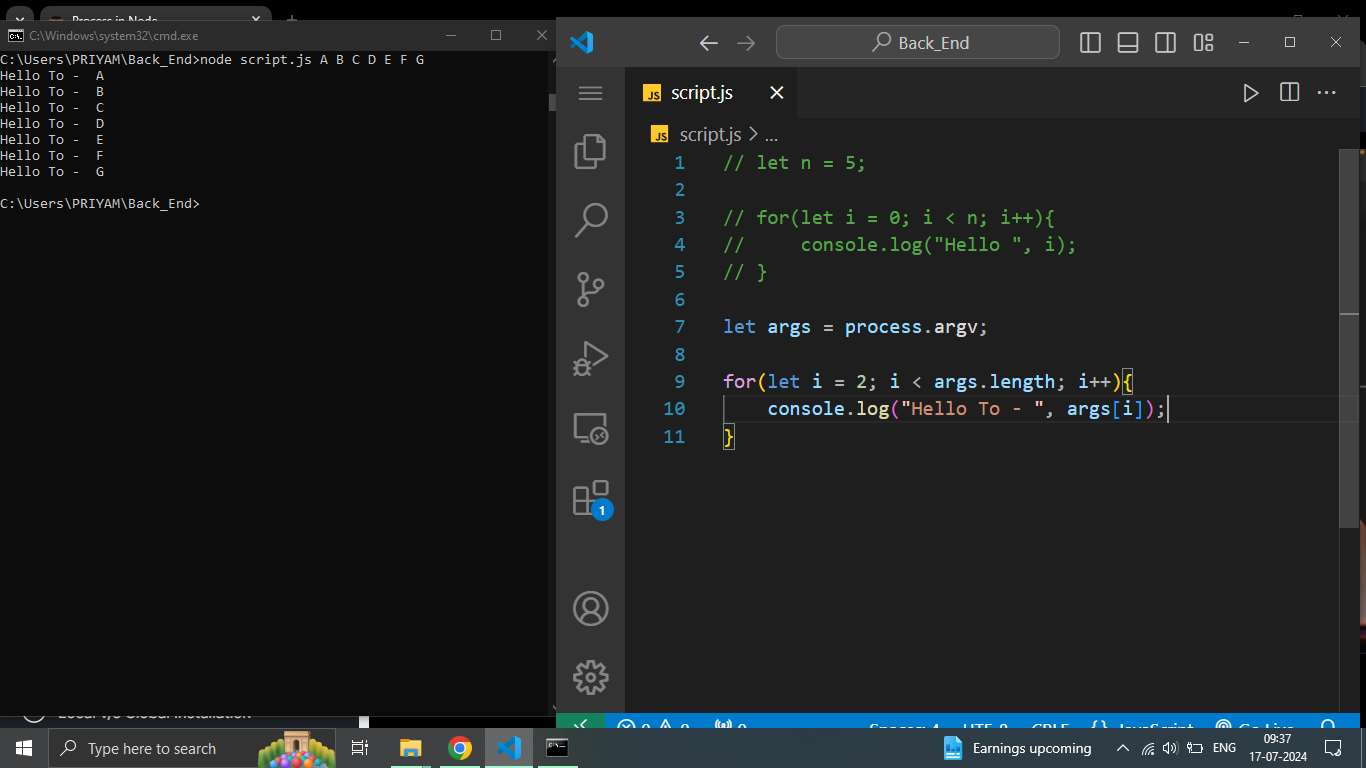 Process in Node
C:\Windows\system32\cmd.exe
C:\Users\PRIYAM\Back_End>node script.js A B C D E F G
Hello To -  A
Hello To -  B
Hello To -  C
Hello To -  D
Hello To -  E
Hello To -  F
Hello To -  G
C:\Users\PRIYAM\Back_End>
Back_End
JS script.js
JS script.js > ...
1 // let n = 5;
2
3 // for(let i = 0; i < n; i++){
4 //     console.log("Hello ", i);
5 // }
6
7 let args = process.argv;
8
9 for(let i = 2; i < args.length; i++){
10     console.log("Hello To - ", args[i]);
11 }
1
Local v/s Global Installation
0 0 0 Spaces: 4 UTF-8 CRLF {} JavaScript Go Live
Type here to search
Earnings upcoming
ENG
09:37
17-07-2024